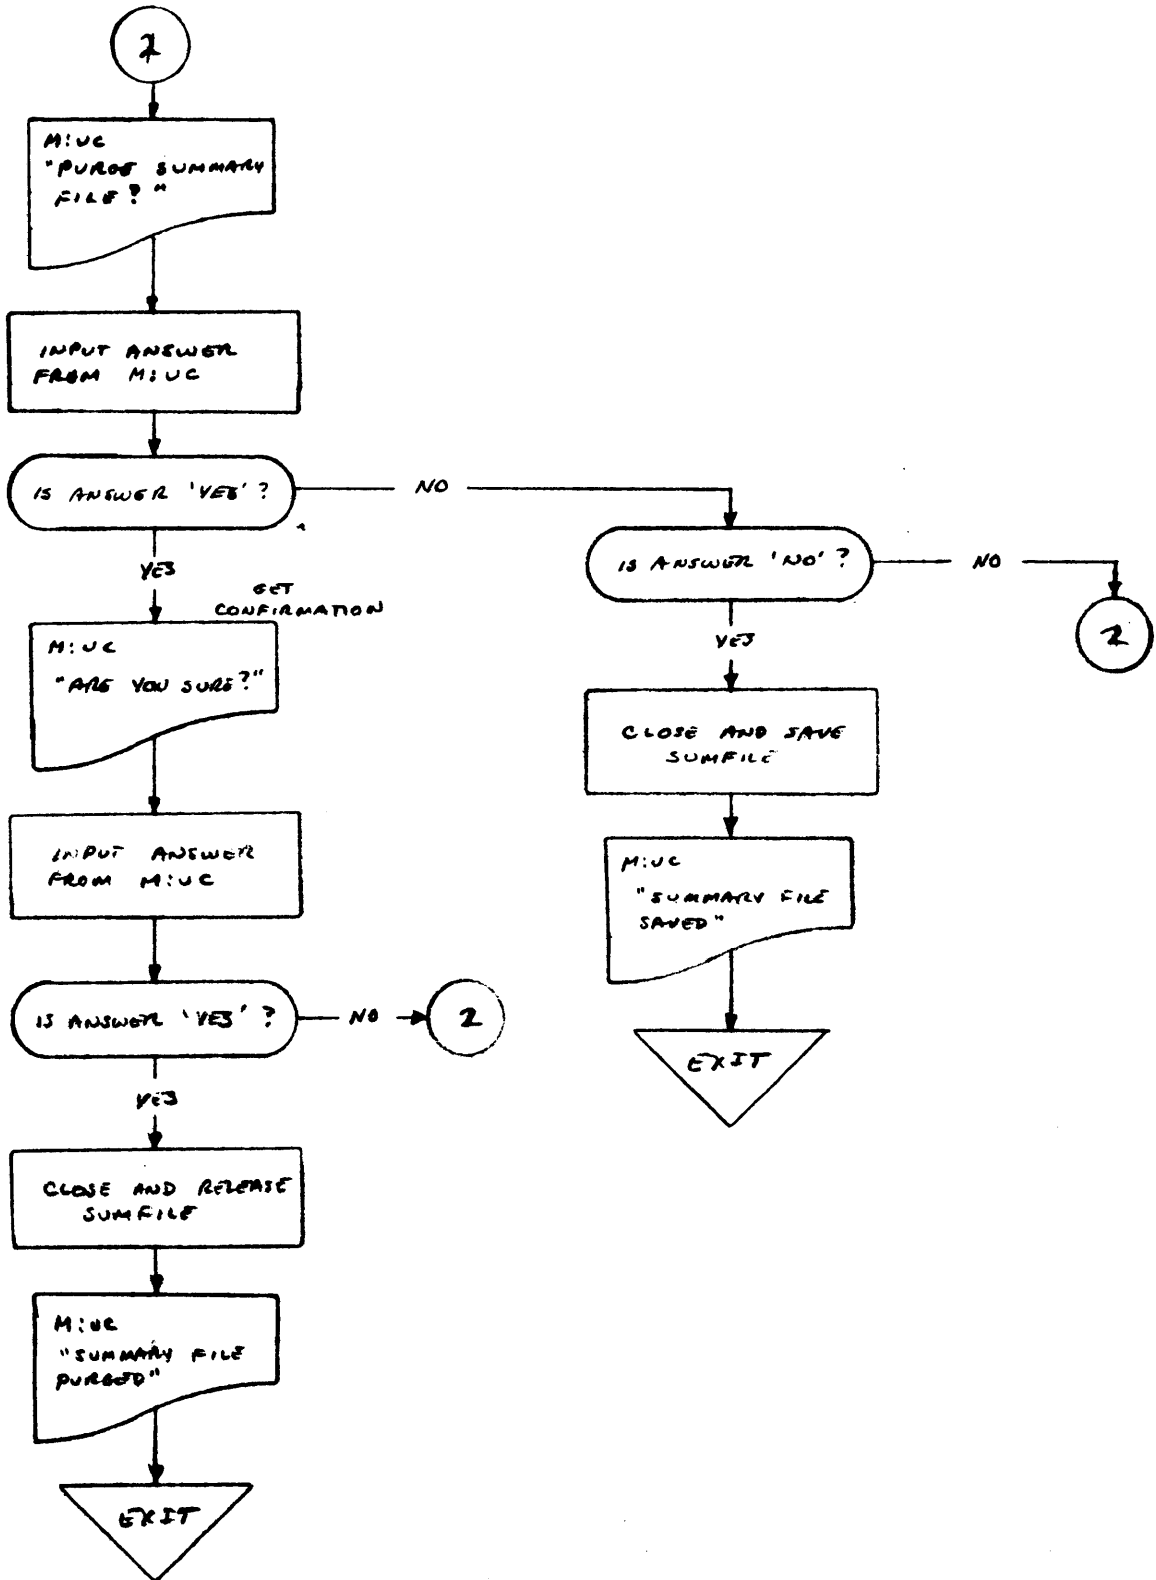 2
M:UC
"PURGE SUMMARY
FILE?"
INPUT ANSWER
FROM M:UC
IS ANSWER 'YES'?
NO
YES
GET
CONFIRMATION
M:UC
"ARE YOU SURE?"
INPUT ANSWER
FROM M:UC
IS ANSWER 'YES'?
NO
2
YES
CLOSE AND RELEASE
SUMFILE
M:UC
"SUMMARY FILE
PURGED"
EXIT
IS ANSWER 'NO'?
NO
2
YES
CLOSE AND SAVE
SUMFILE
M:UC
"SUMMARY FILE
SAVED"
EXIT